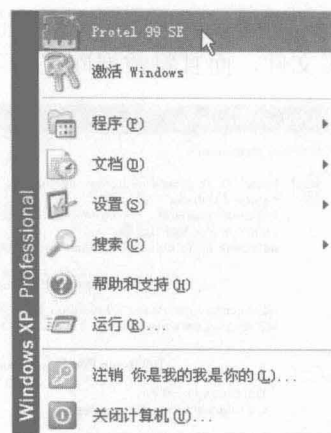 Protel 99 SE
激活 Windows
程序(P)
文档(D)
设置(S)
搜索(C)
帮助和支持(H)
运行(R)...
注销 你是我的我是你的(L)...
关闭计算机(U)...
Windows XP Professional